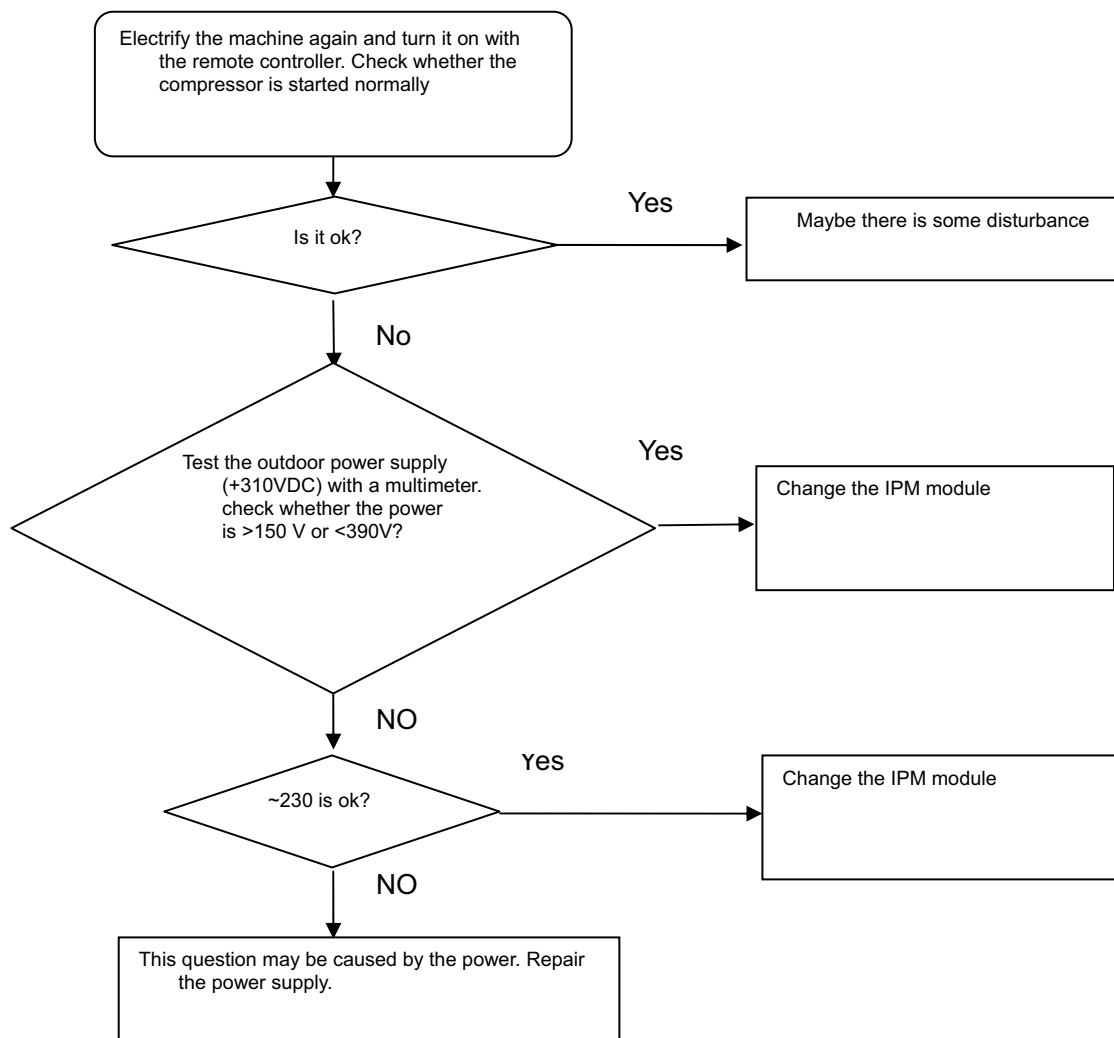 Electrify the machine again and turn it on with
the remote controller. Check whether the
compressor is started normally
Yes
Is it ok?
Maybe there is some disturbance
No
Test the outdoor power supply
(+310VDC) with a multimeter.
check whether the power
is >150 V or <390V?
Yes
Change the IPM module
NO
Yes
~230 is ok?
Change the IPM module
NO
This question may be caused by the power. Repair
the power supply.